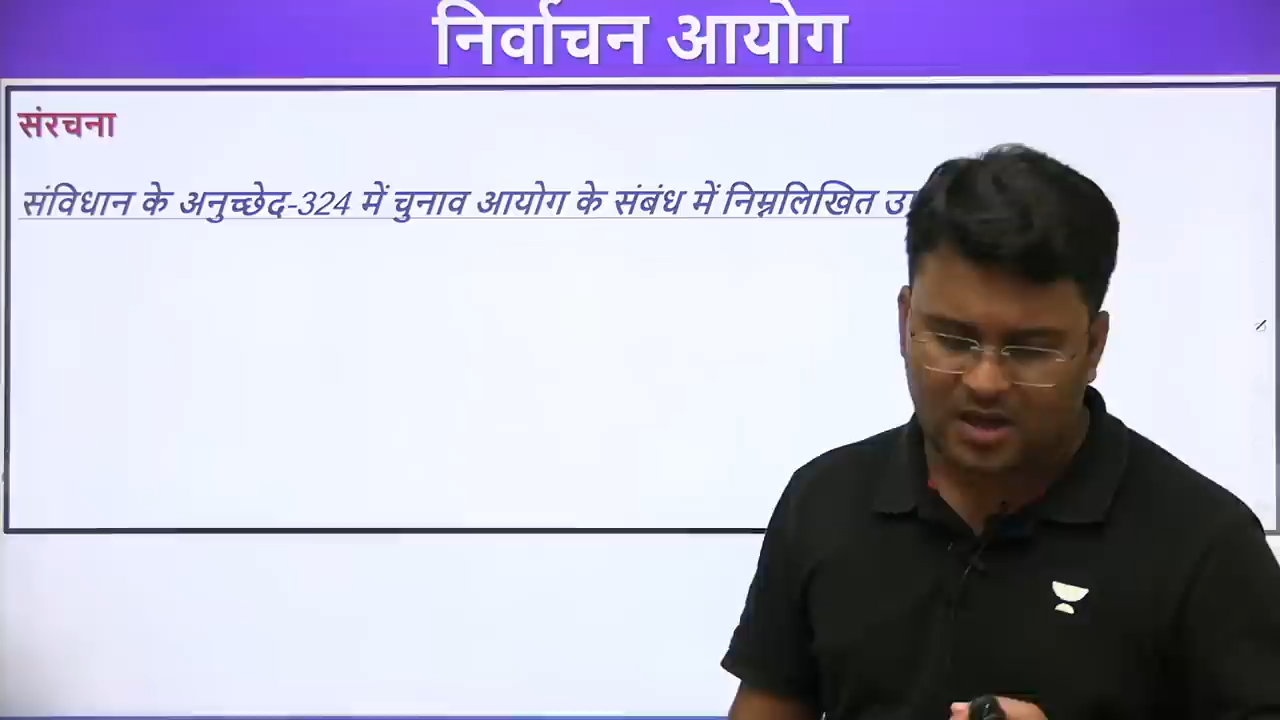 निर्वाचन आयोग
संरचना
संविधान के अनुच्छेद-324 में चुनाव आयोग के संबंध में निम्नलिखित